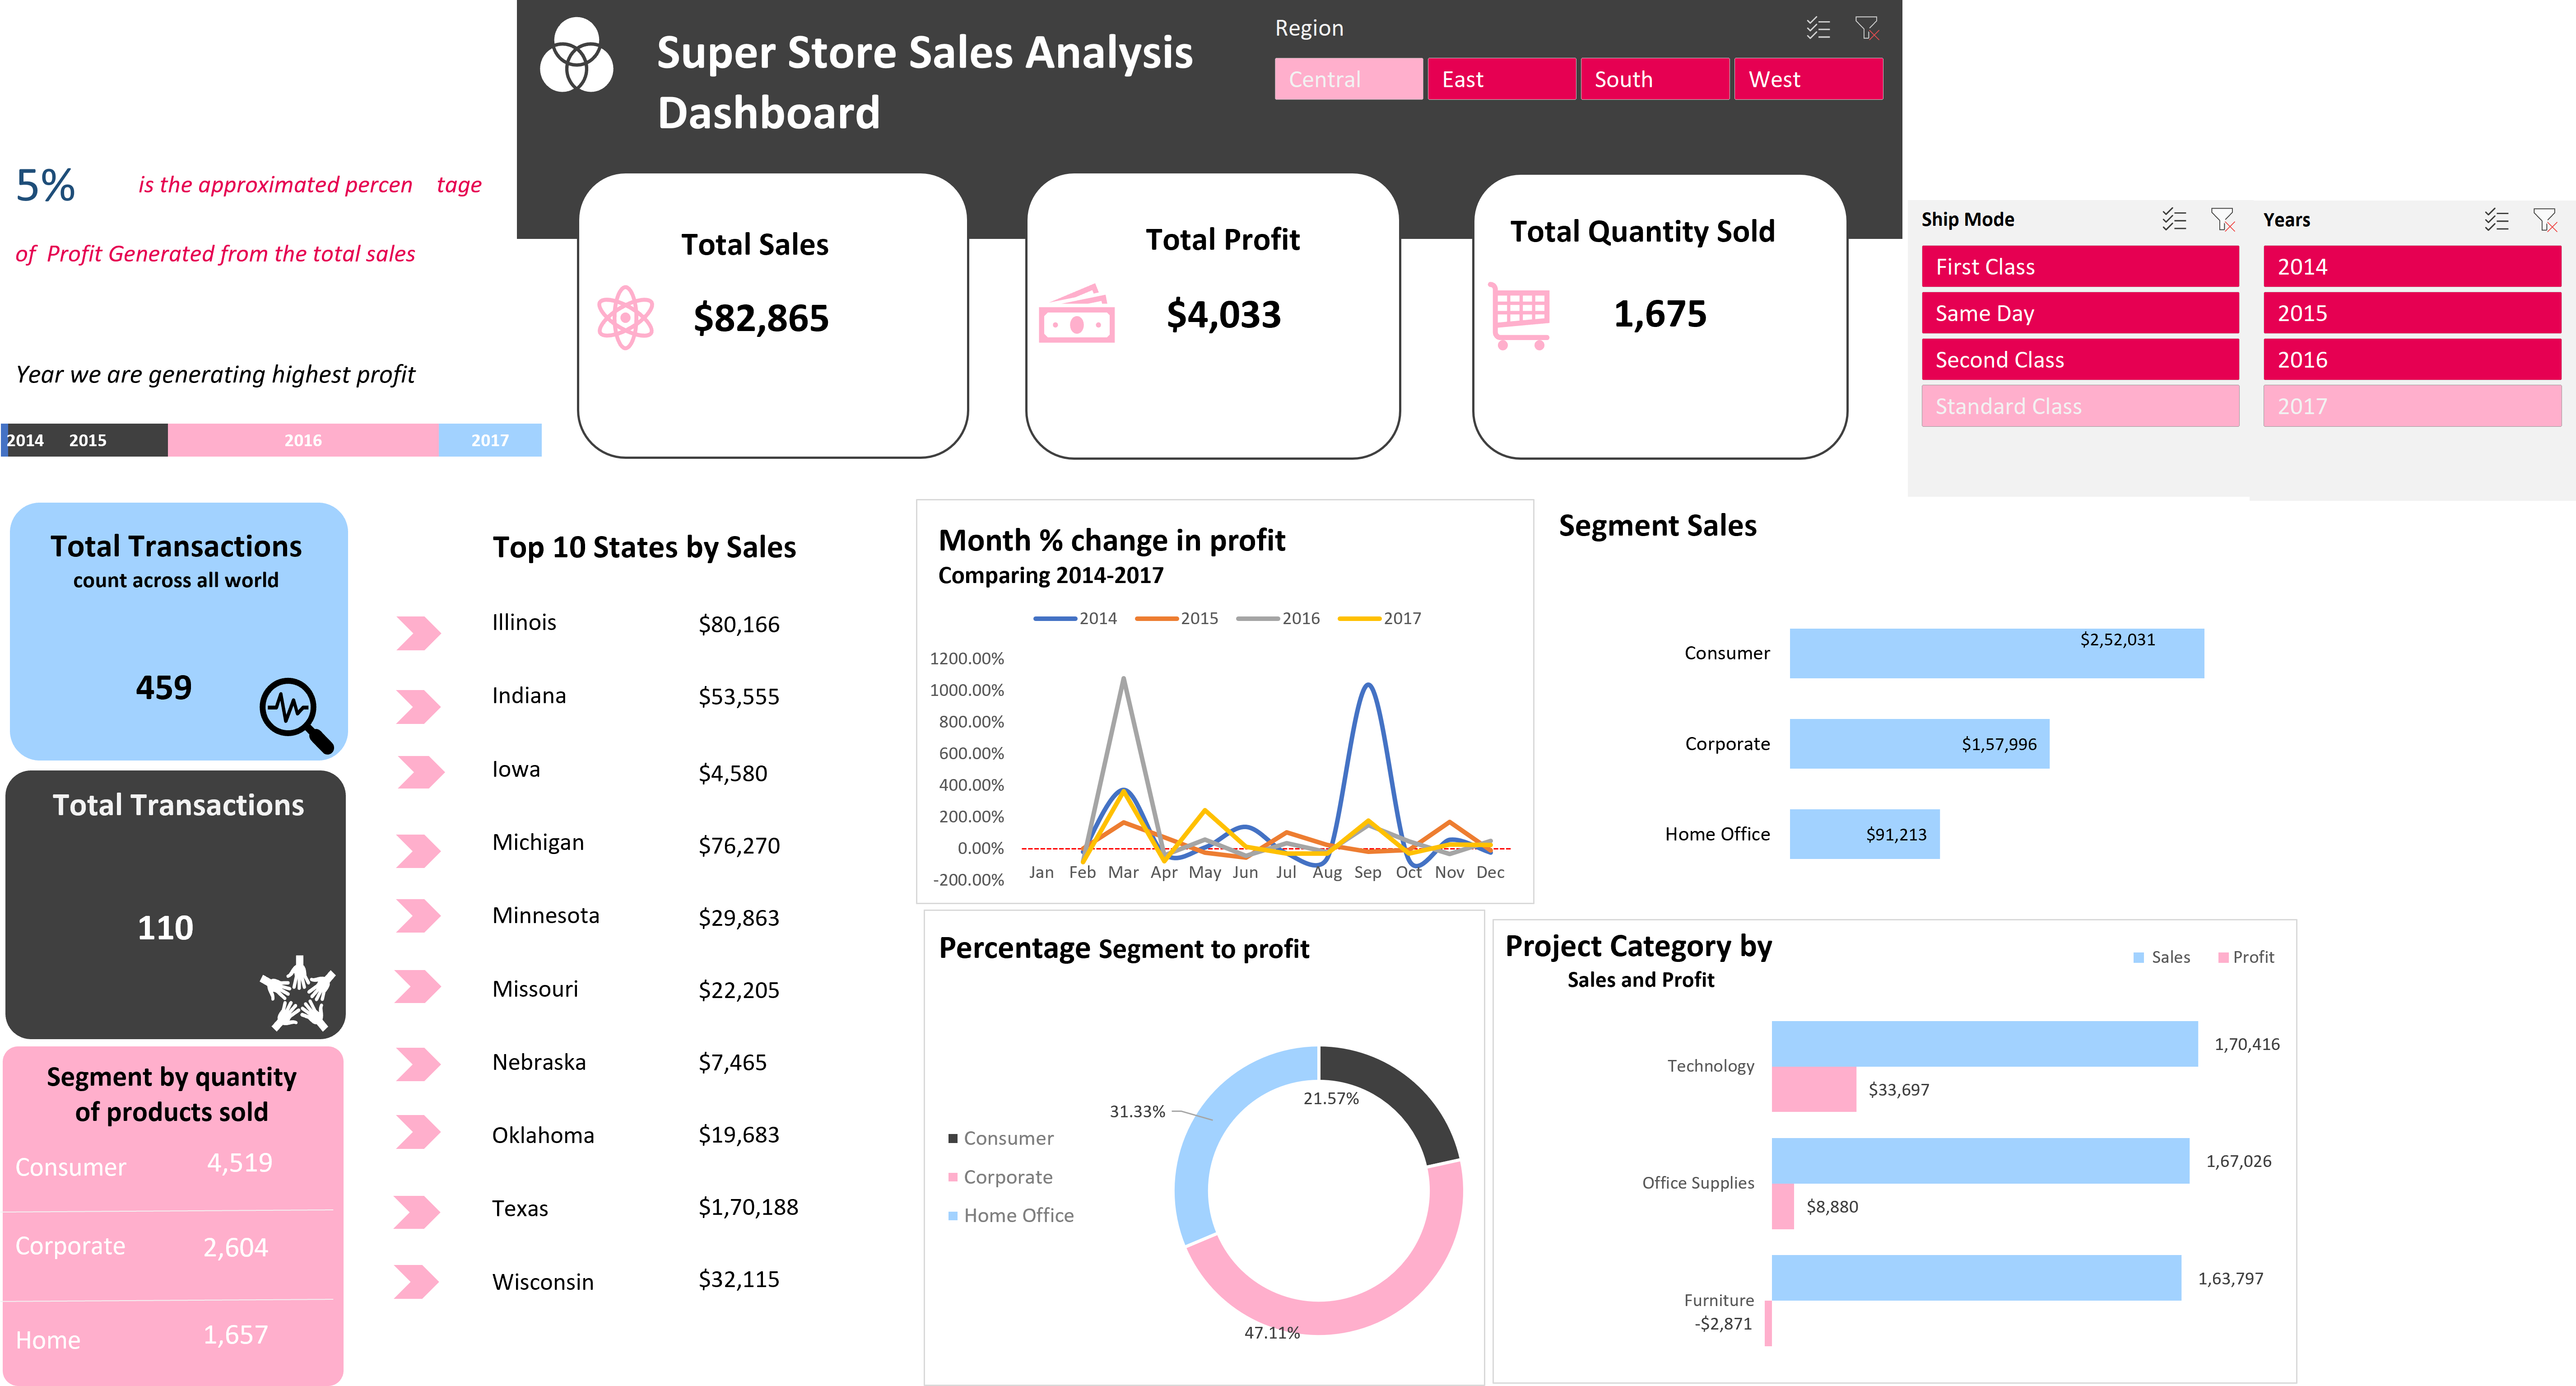 Super Store Sales Analysis
Dashboard
Region
Central
East
South
West
5% is the approximated percen tage
of Profit Generated from the total sales
Year we are generating highest profit
2014
2015
2016
2017
Total Sales
$82,865
Total Profit
$4,033
Total Quantity Sold
1,675
Ship Mode
First Class
Same Day
Second Class
Standard Class
Years
2014
2015
2016
2017
Total Transactions
count across all world
459
Total Transactions
110
Segment by quantity
of products sold
Consumer 4,519
Corporate 2,604
Home 1,657
Top 10 States by Sales
Illinois $80,166
Indiana $53,555
Iowa $4,580
Michigan $76,270
Minnesota $29,863
Missouri $22,205
Nebraska $7,465
Oklahoma $19,683
Texas $1,70,188
Wisconsin $32,115
Month % change in profit
Comparing 2014-2017
2014 2015 2016 2017
1200.00%
1000.00%
800.00%
600.00%
400.00%
200.00%
0.00%
-200.00%
Jan Feb Mar Apr May Jun Jul Aug Sep Oct Nov Dec
Segment Sales
Consumer $2,52,031
Corporate $1,57,996
Home Office $91,213
Percentage Segment to profit
Consumer
Corporate
Home Office
31.33%
21.57%
47.11%
Project Category by
Sales and Profit
Sales Profit
Technology
1,70,416
$33,697
Office Supplies
1,67,026
$8,880
Furniture
1,63,797
-$2,871